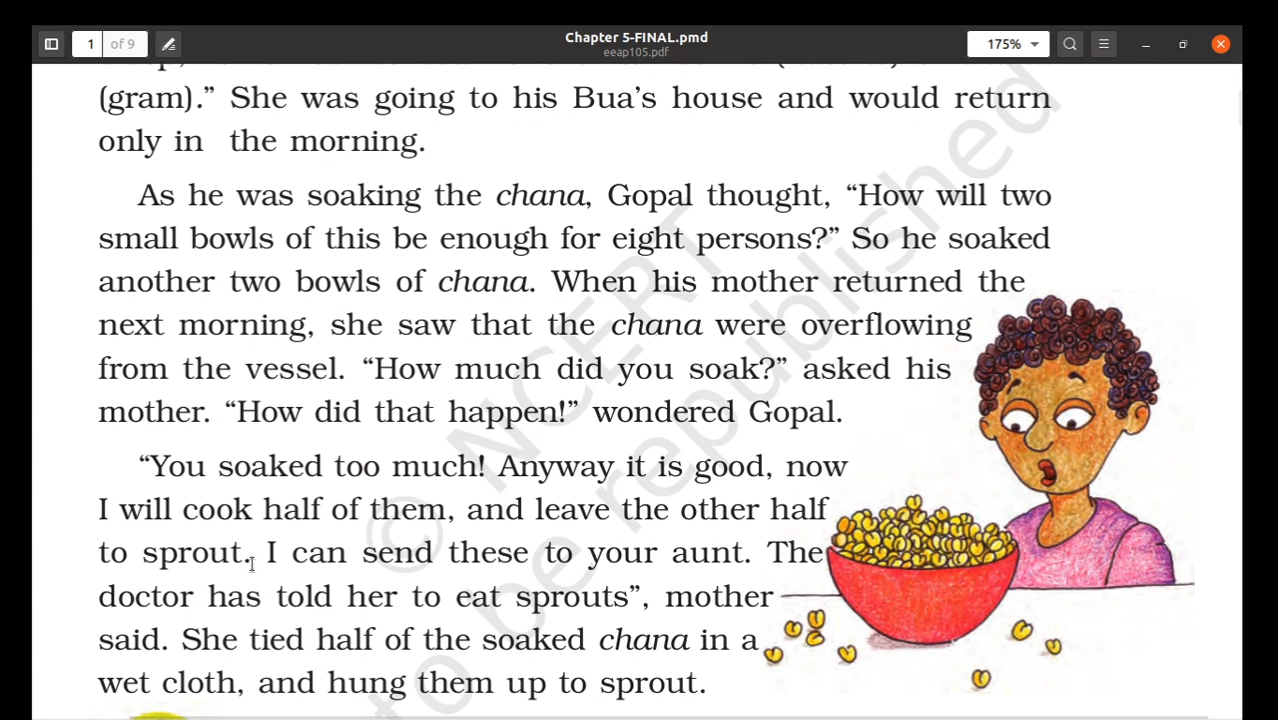 Chapter 5-FINAL.pmd
eeap105.pdf
1 of 9
175%
(gram).” She was going to his Bua’s house and would return
only in the morning.
As he was soaking the chana, Gopal thought, “How will two
small bowls of this be enough for eight persons?” So he soaked
another two bowls of chana. When his mother returned the
next morning, she saw that the chana were overflowing
from the vessel. “How much did you soak?” asked his
mother. “How did that happen!” wondered Gopal.
“You soaked too much! Anyway it is good, now
I will cook half of them, and leave the other half
to sprout. I can send these to your aunt. The
doctor has told her to eat sprouts”, mother
said. She tied half of the soaked chana in a
wet cloth, and hung them up to sprout.
© NCERT
to be republished